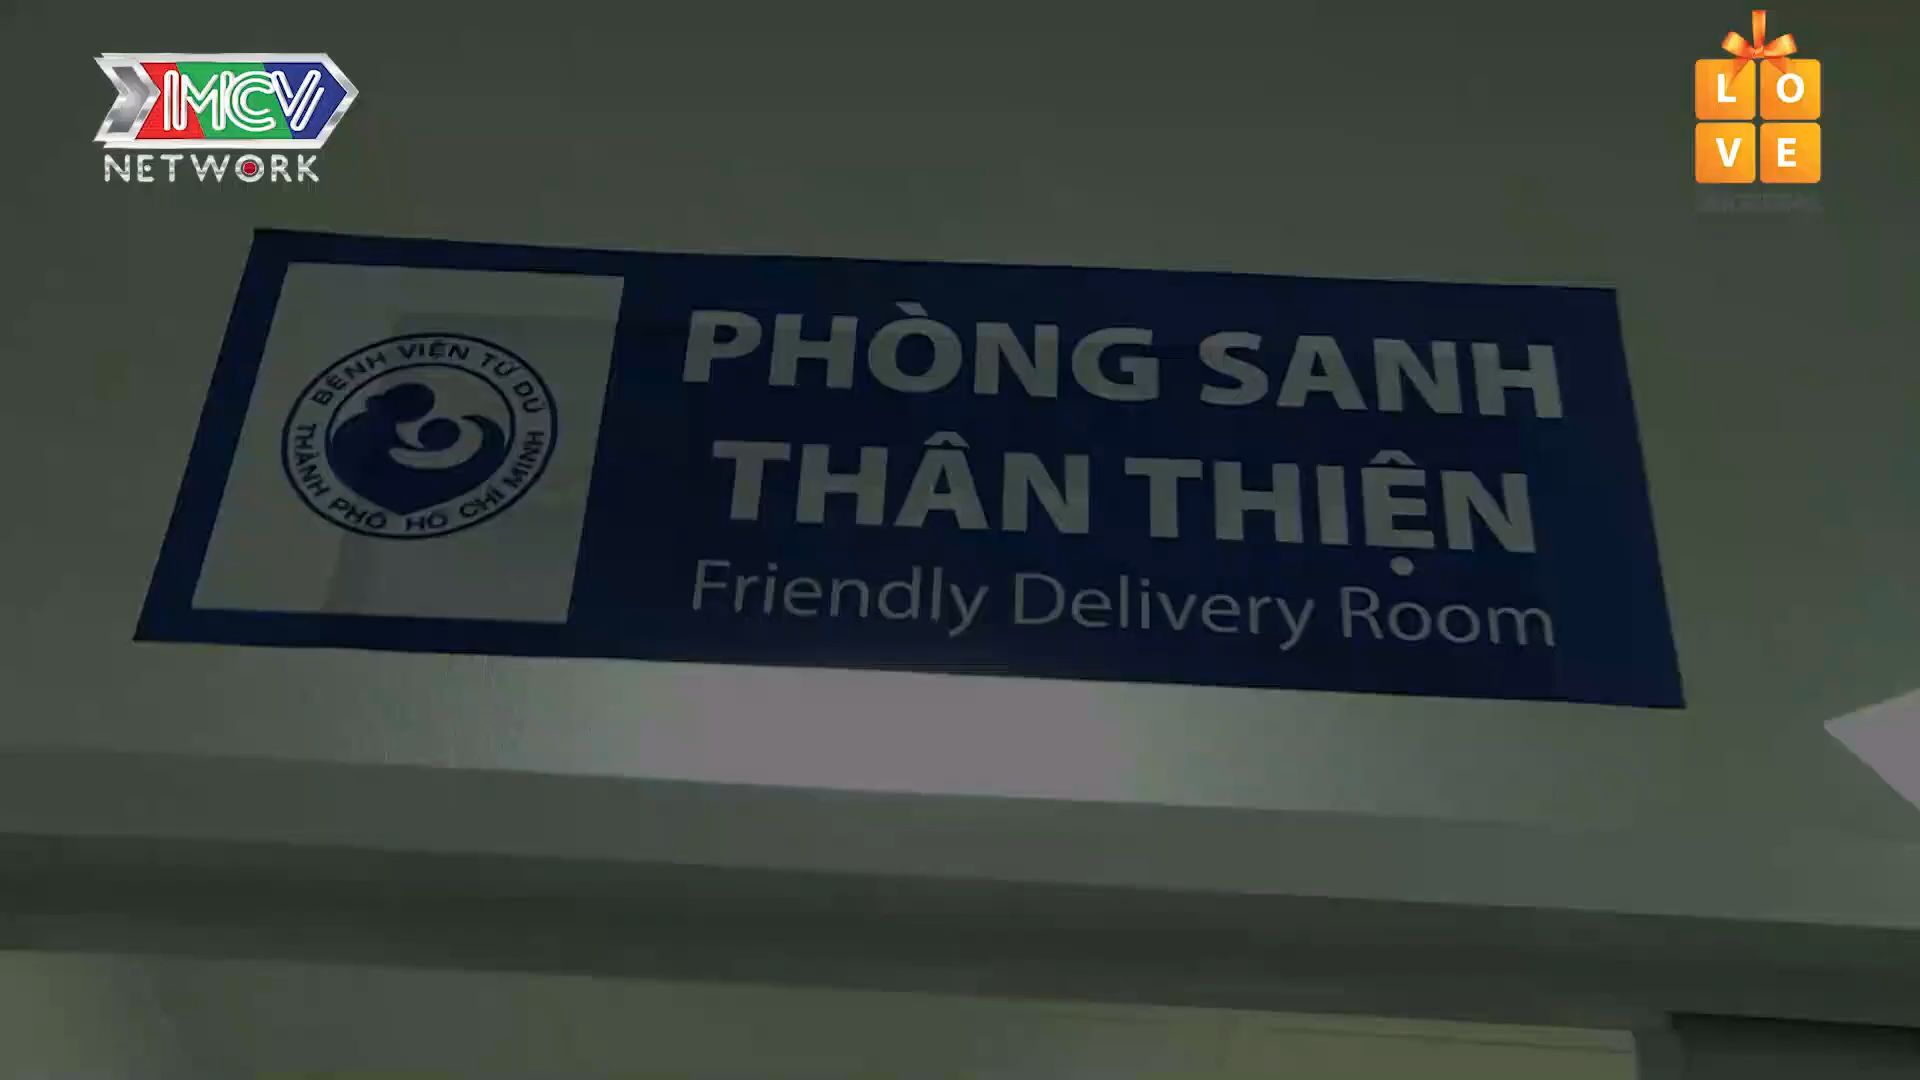 MCV
NETWORK
L O
V E
BỆNH VIỆN TỪ DŨ
THÀNH PHỐ HỒ CHÍ MINH
PHÒNG SANH
THÂN THIỆN
Friendly Delivery Room